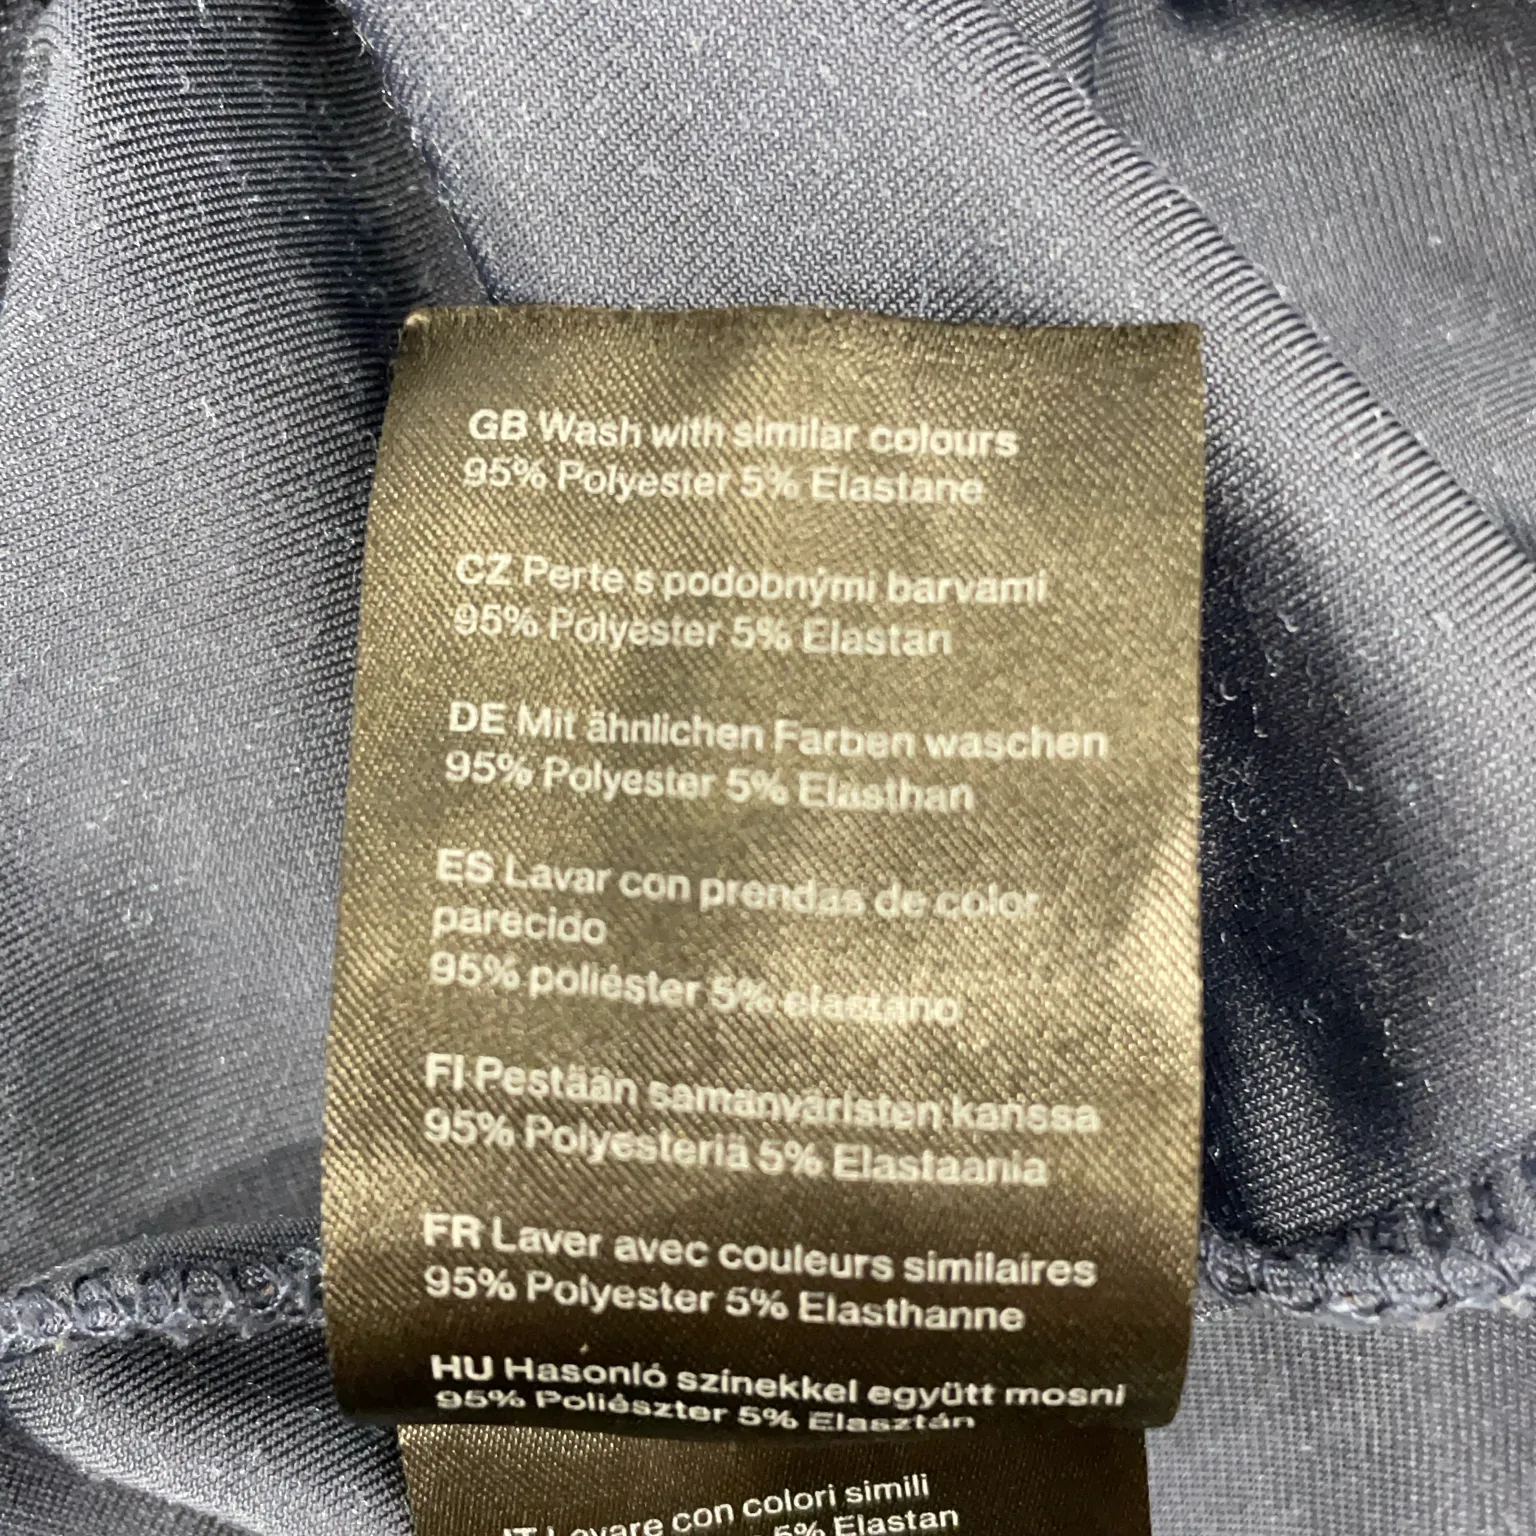 GB Wash with similar colours
95% Polyester 5% Elastane
CZ Perte s podobnými barvami
95% Polyester 5% Elastan
DE Mit ähnlichen Farben waschen
95% Polyester 5% Elasthan
ES Lavar con prendas de color
parecido
95% poliéster 5% elastano
FI Pestään samanväristen kanssa
95% Polyesteriä 5% Elastaania
FR Laver avec couleurs similaires
95% Polyester 5% Elasthanne
HU Hasonló színekkel együtt mosni
95% Poliészter 5% Elasztán
IT Lavare con colori simili
5% Elastan